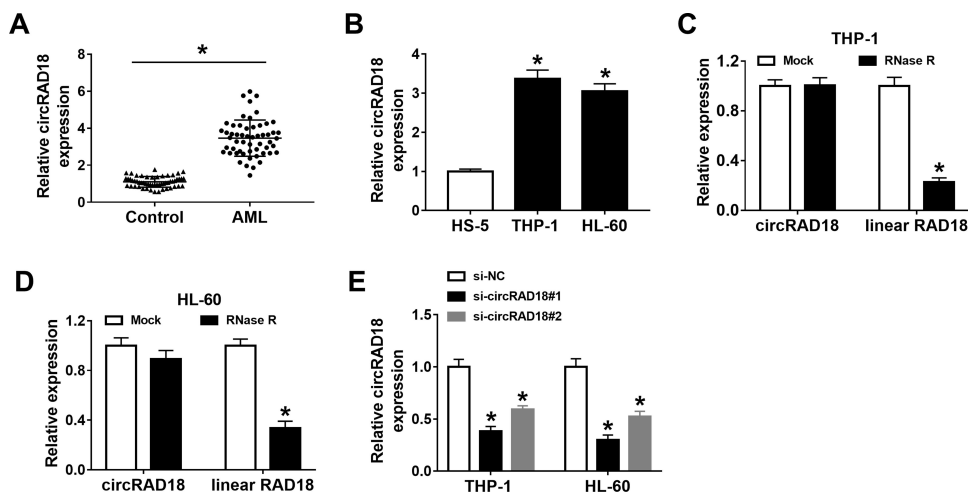 A
Relative circRAD18
expression
8
6
4
2
0
*
Control
AML
B
Relative circRAD18
expression
4
3
2
1
0
*
*
HS-5
THP-1
HL-60
C
THP-1
Mock
RNase R
Relative expression
1.2
0.8
0.4
0.0
*
circRAD18
linear RAD18
D
HL-60
Mock
RNase R
Relative expression
1.2
0.8
0.4
0.0
*
circRAD18
linear RAD18
E
si-NC
si-circRAD18#1
si-circRAD18#2
Relative circRAD18
expression
1.5
1.0
0.5
0.0
*
*
*
*
THP-1
HL-60